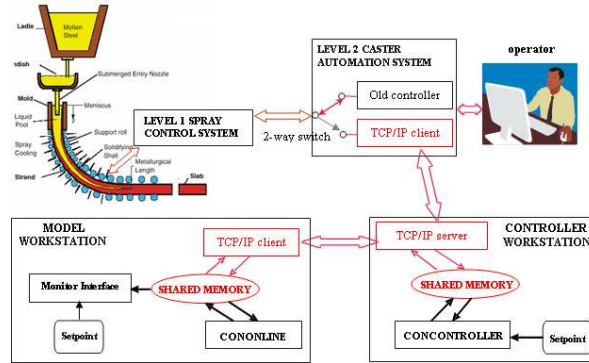 Ladle
Molten
Steel
ndish
Submerged Entry Nozzle
Mold
Meniscus
Liquid
Pool
Support roll
Spray
Cooling
Solidifying
Shell
Strand
Metallurgical
Length
Slab
LEVEL 1 SPRAY
CONTROL SYSTEM
2-way switch
LEVEL 2 CASTER
AUTOMATION SYSTEM
Old controller
TCP/IP client
operator
MODEL
WORKSTATION
TCP/IP client
Monitor Interface
SHARED MEMORY
Setpoint
CONONLINE
CONTROLLER
WORKSTATION
TCP/IP server
SHARED MEMORY
CONCONTROLLER
Setpoint